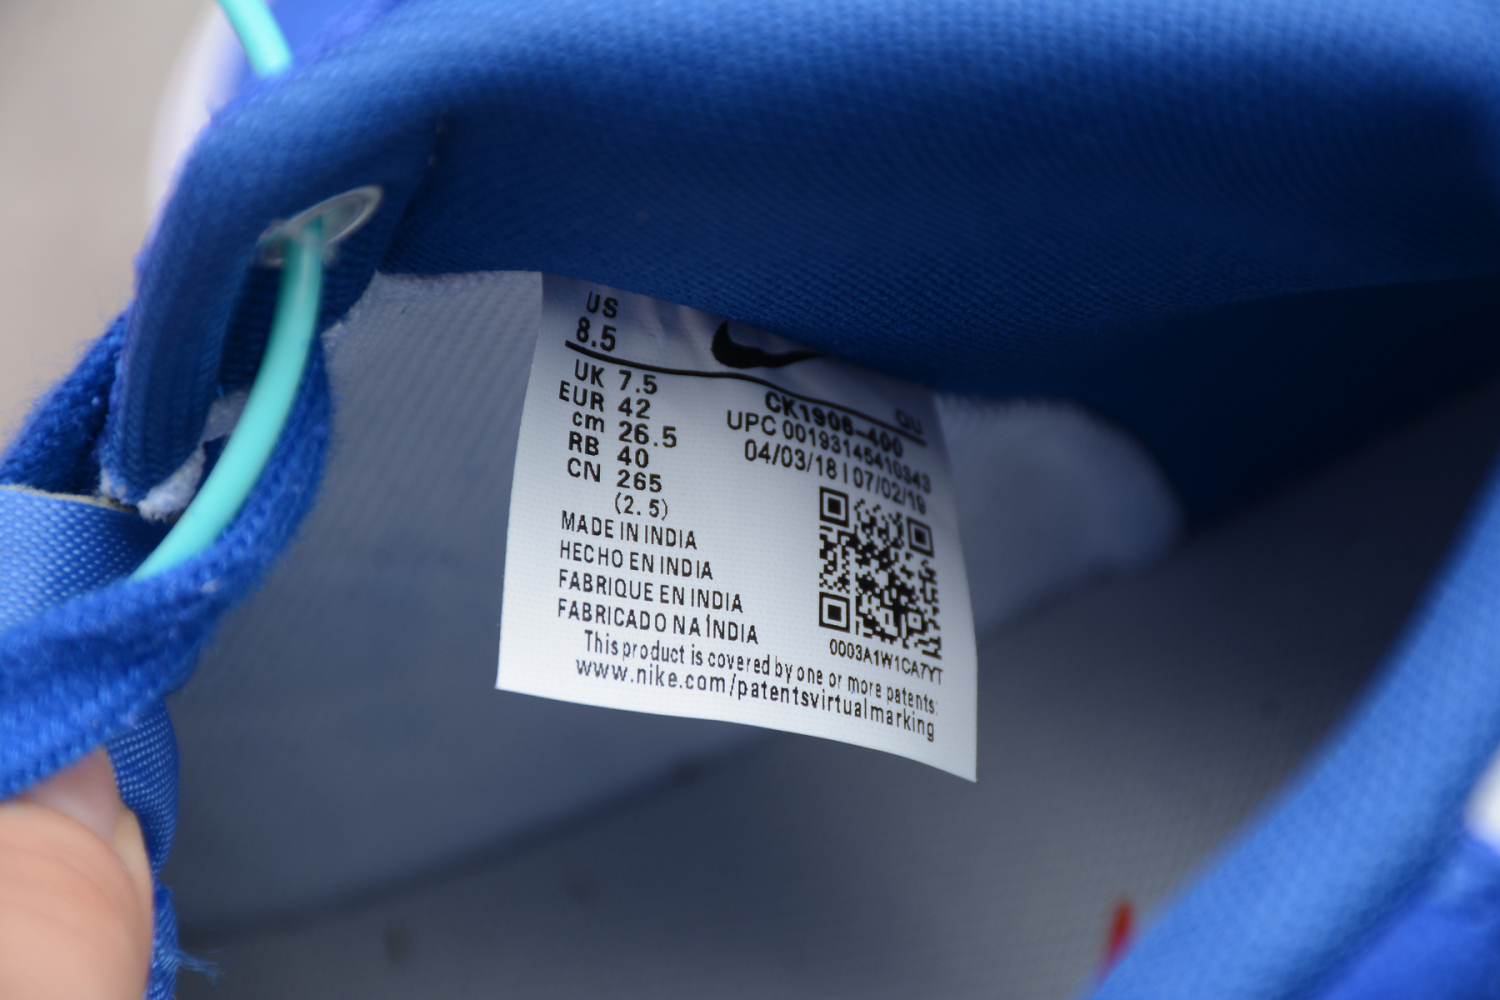 US
8.5
UK 7.5
EUR 42
cm 26.5
RB 40
CN 265
(2.5)
QU
CK1906-400
UPC 00193145410343
04/03/18 | 07/02/19
MADE IN INDIA
HECHO EN INDIA
FABRIQUE EN INDIA
FABRICADO NA ÍNDIA
0003A1W1CA7YT
This product is covered by one or more patents:
www.nike.com/patentsvirtualmarking